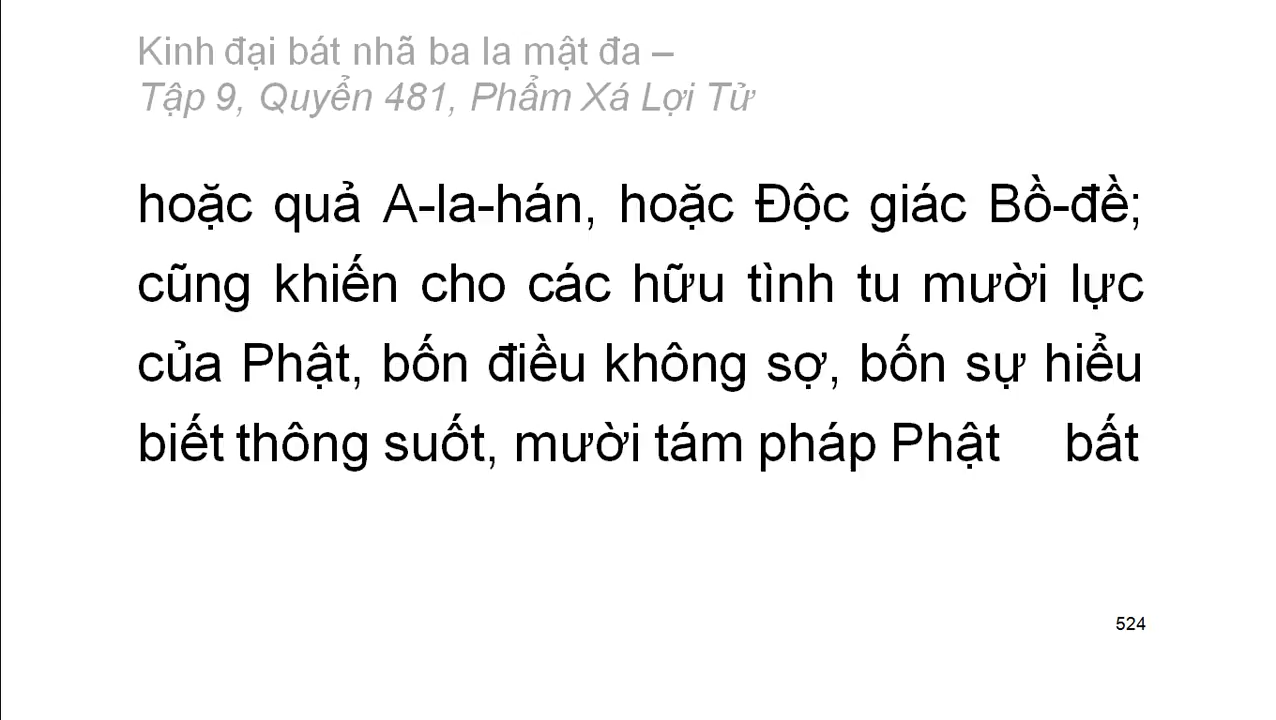 Kinh đại bát nhã ba la mật đa –
Tập 9, Quyển 481, Phẩm Xá Lợi Tử
hoặc quả A-la-hán, hoặc Độc giác Bồ-đề;
cũng khiến cho các hữu tình tu mười lực
của Phật, bốn điều không sợ, bốn sự hiểu
biết thông suốt, mười tám pháp Phật bất
524